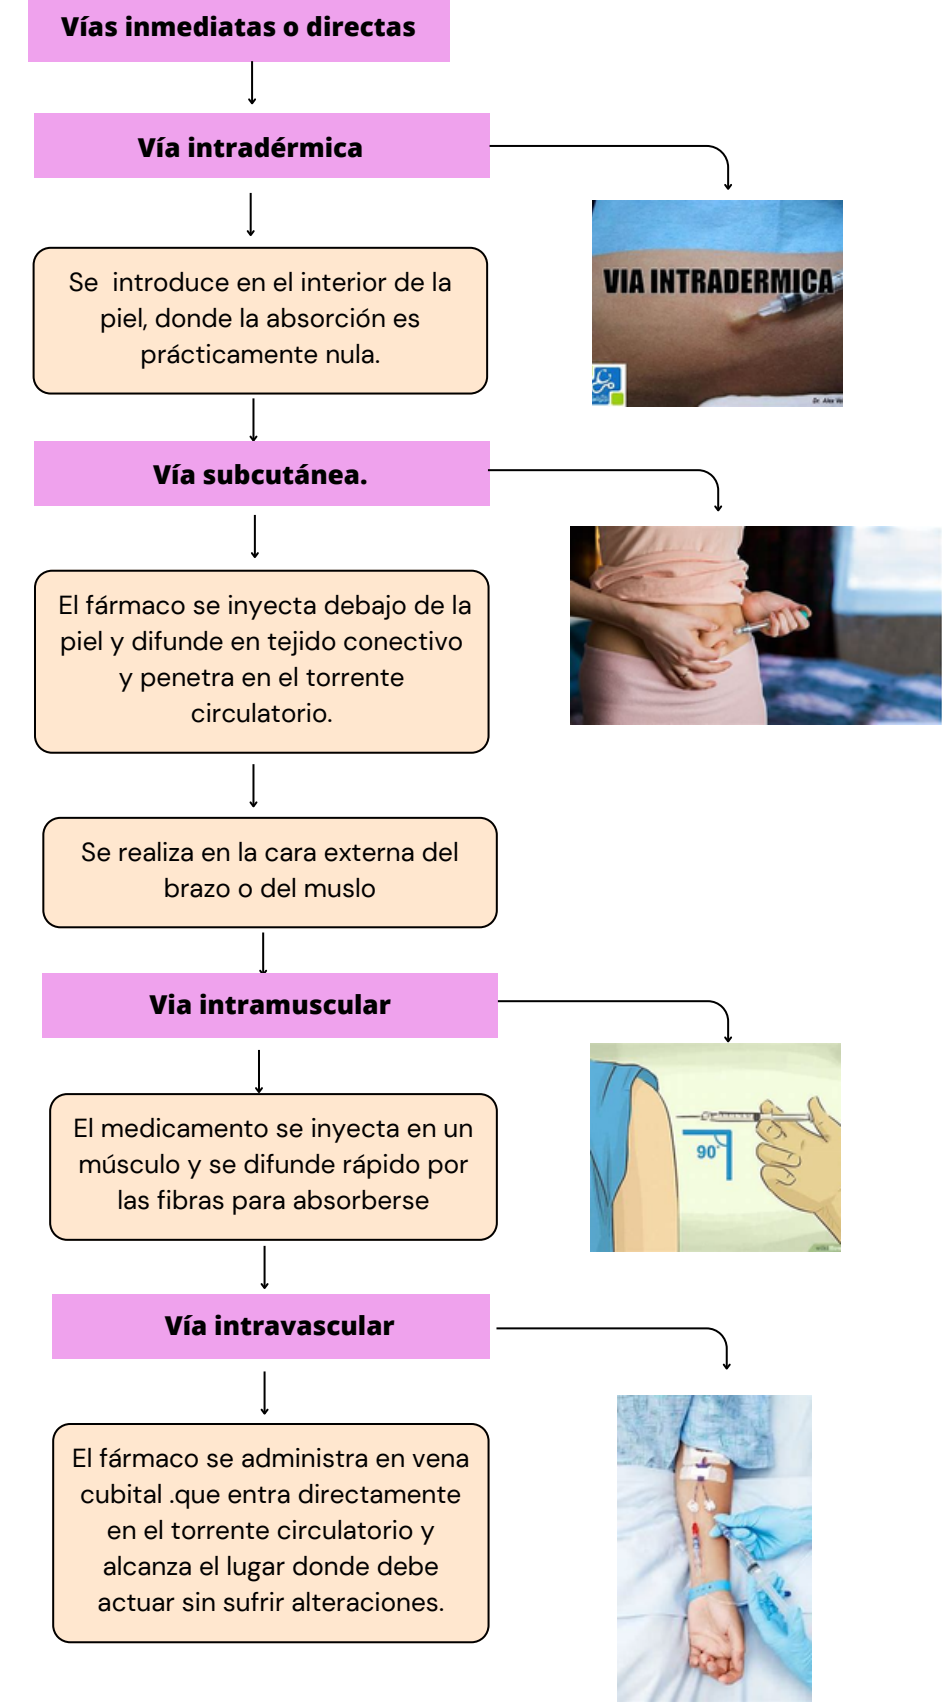 Vías inmediatas o directas
Vía intradérmica
VIA INTRADERMICA
Se introduce en el interior de la
piel, donde la absorción es
prácticamente nula.
Dr. Alex
Vía subcutánea.
El fármaco se inyecta debajo de la
piel y difunde en tejido conectivo
y penetra en el torrente
circulatorio.
Se realiza en la cara externa del
brazo o del muslo
Via intramuscular
90°
El medicamento se inyecta en un
músculo y se difunde rápido por
las fibras para absorberse
Vía intravascular
El fármaco se administra en vena
cubital .que entra directamente
en el torrente circulatorio y
alcanza el lugar donde debe
actuar sin sufrir alteraciones.